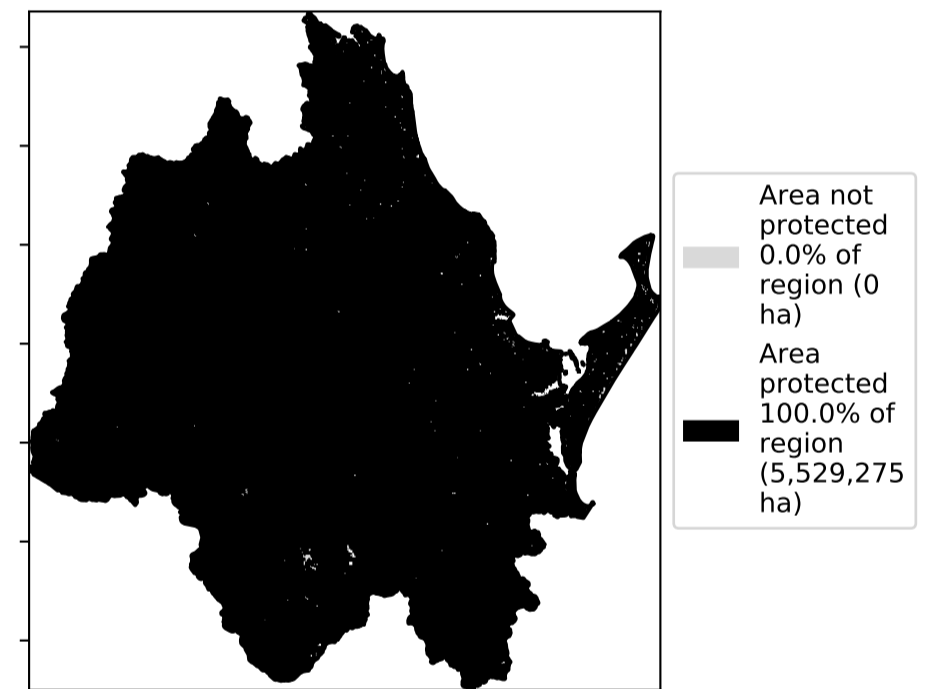 Area not
protected
0.0% of
region (0
ha)
Area
protected
100.0% of
region
(5,529,275
ha)